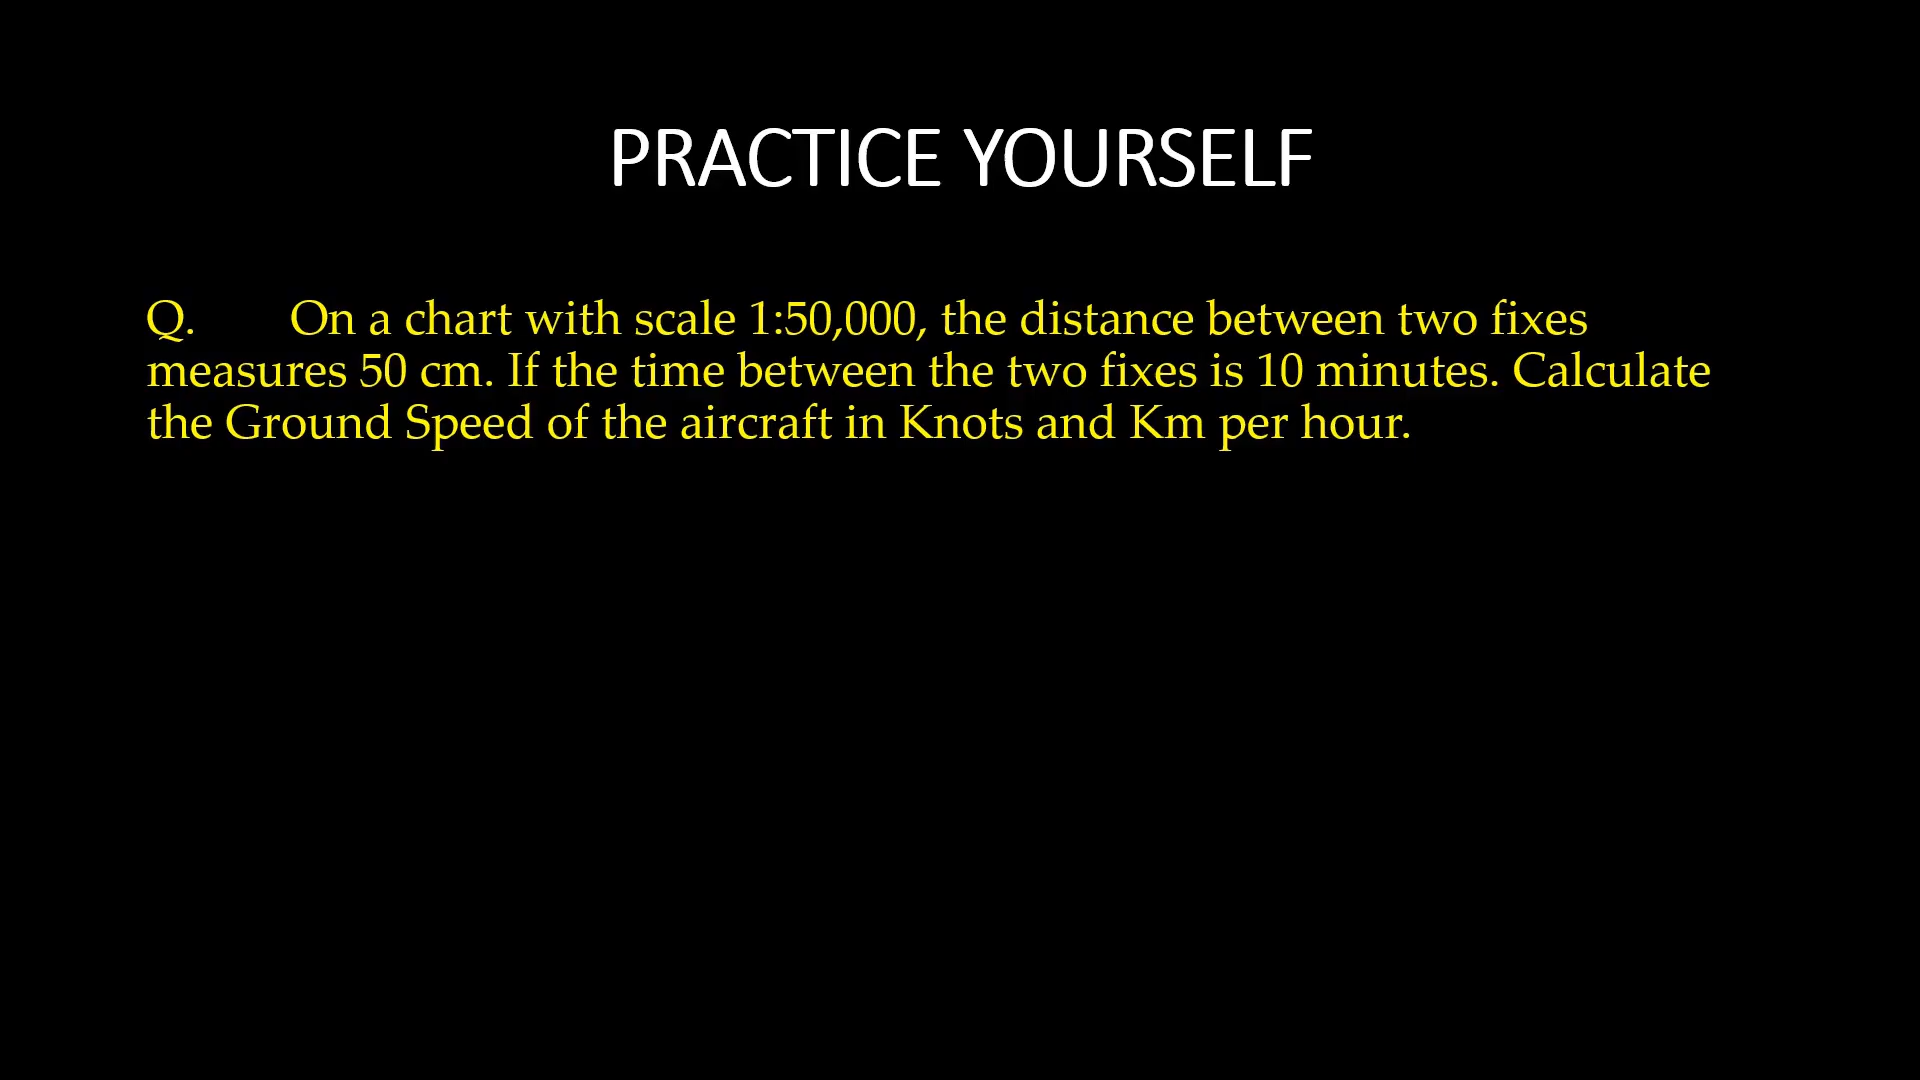 PRACTICE YOURSELF
Q. On a chart with scale 1:50,000, the distance between two fixes
measures 50 cm. If the time between the two fixes is 10 minutes. Calculate
the Ground Speed of the aircraft in Knots and Km per hour.